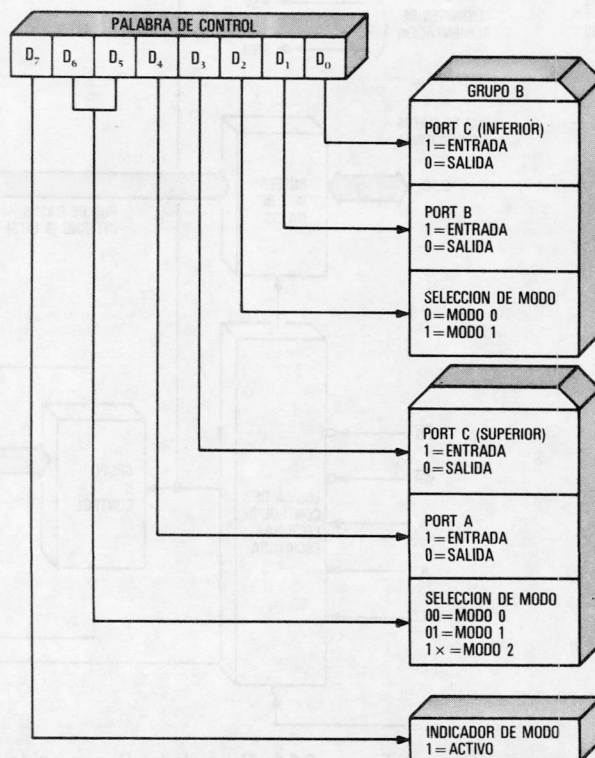 PALABRA DE CONTROL
D7 D6 D5 D4 D3 D2 D1 D0
GRUPO B
PORT C (INFERIOR)
1=ENTRADA
0=SALIDA
PORT B
1=ENTRADA
0=SALIDA
SELECCION DE MODO
0=MODO 0
1=MODO 1
PORT C (SUPERIOR)
1=ENTRADA
0=SALIDA
PORT A
1=ENTRADA
0=SALIDA
SELECCION DE MODO
00=MODO 0
01=MODO 1
1 × =MODO 2
INDICADOR DE MODO
1=ACTIVO